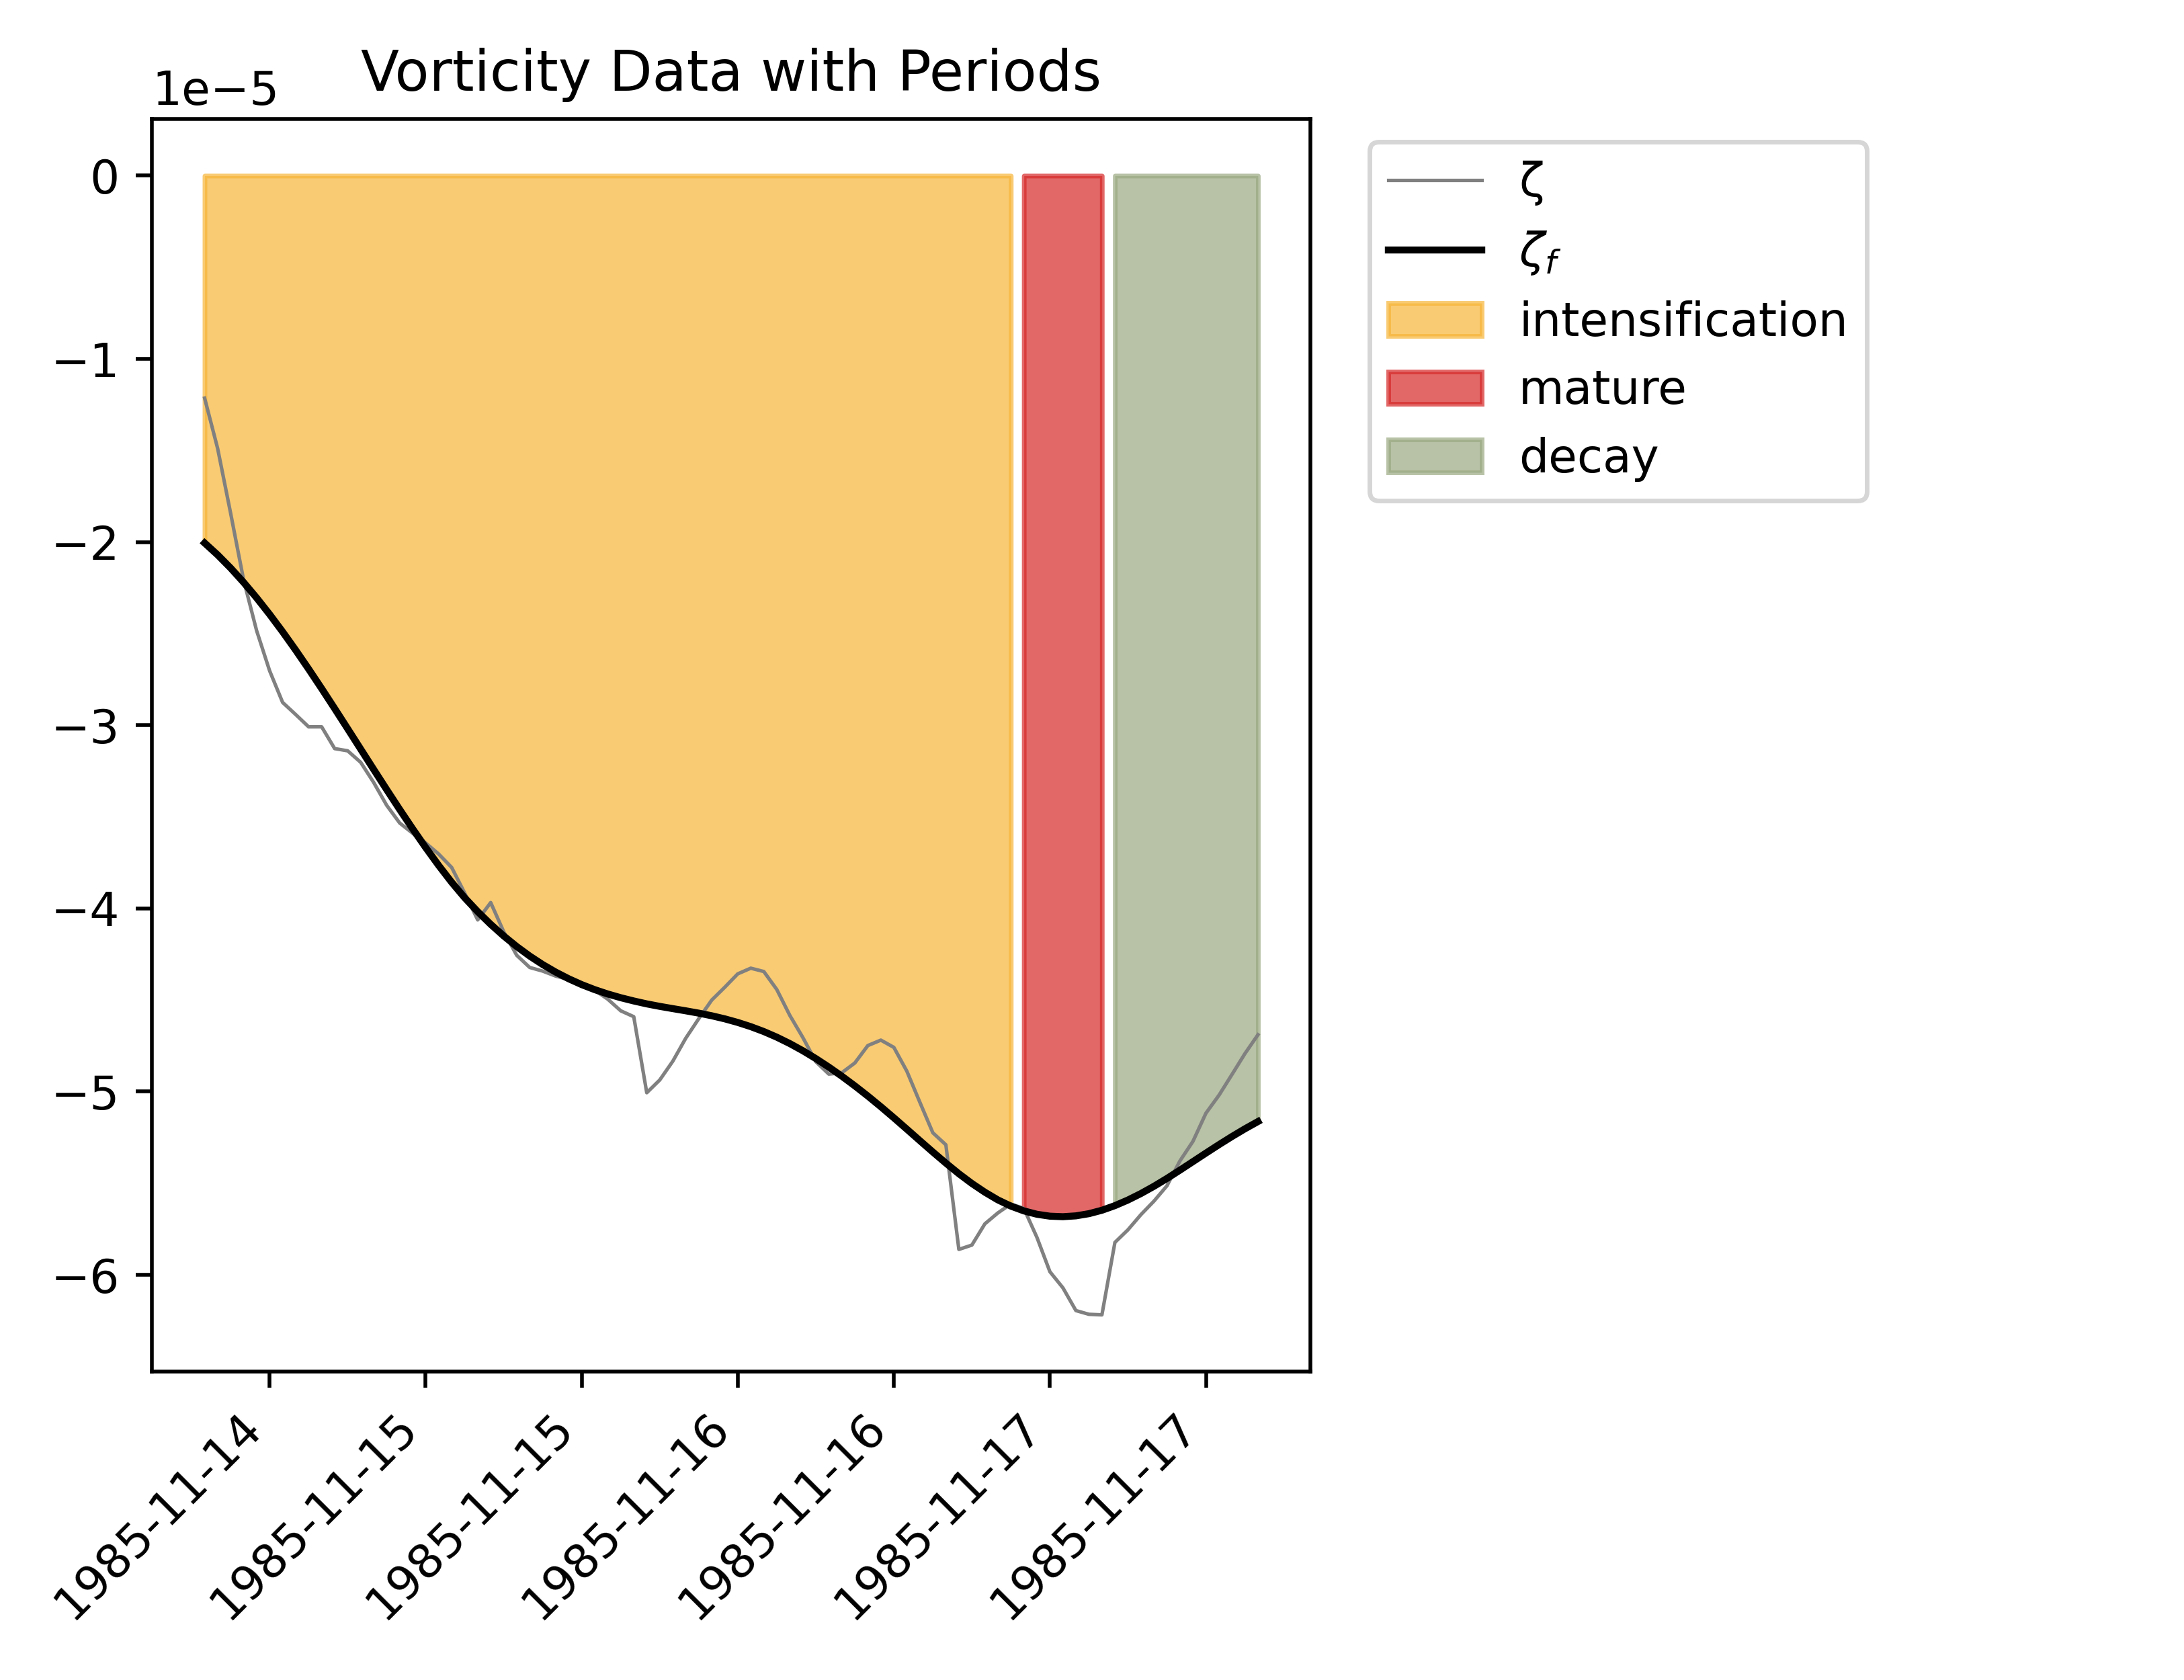 Vorticity Data with Periods
1e−5
0
−1
−2
−3
−4
−5
−6
1985-11-14
1985-11-15
1985-11-15
1985-11-16
1985-11-16
1985-11-17
1985-11-17
ζ
ζf
intensification
mature
decay